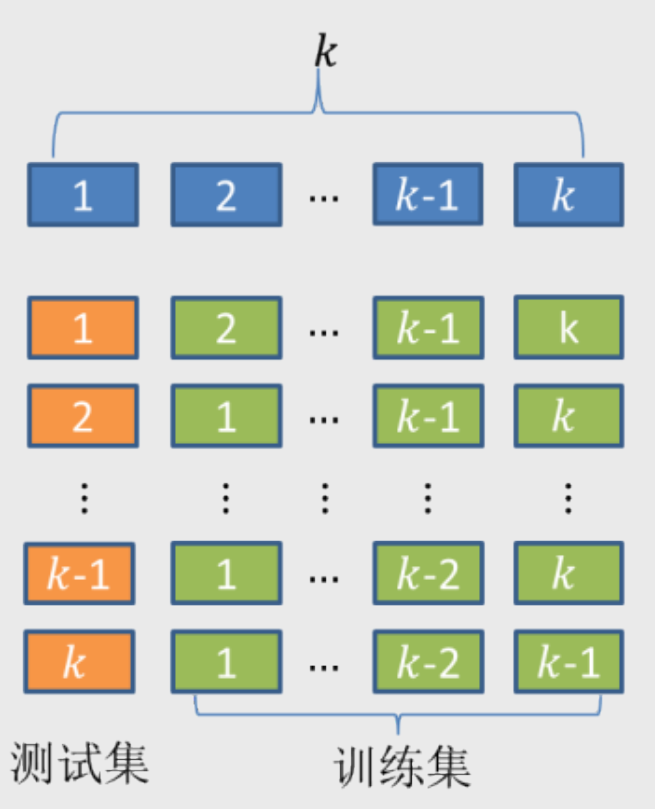 k
1 2 ... k-1 k
1 2 ... k-1 k
2 1 ... k-1 k
⋮ ⋮ ⋮ ⋮ ⋮
k-1 1 ... k-2 k
k 1 ... k-2 k-1
测试集 训练集